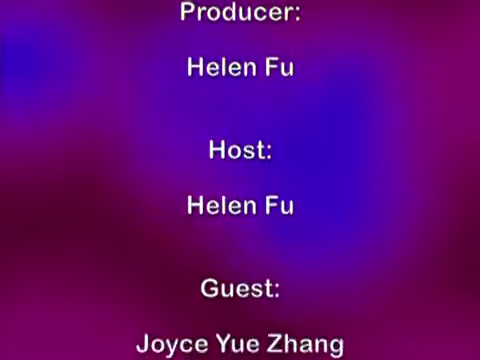 Producer:
Helen Fu
Host:
Helen Fu
Guest:
Joyce Yue Zhang